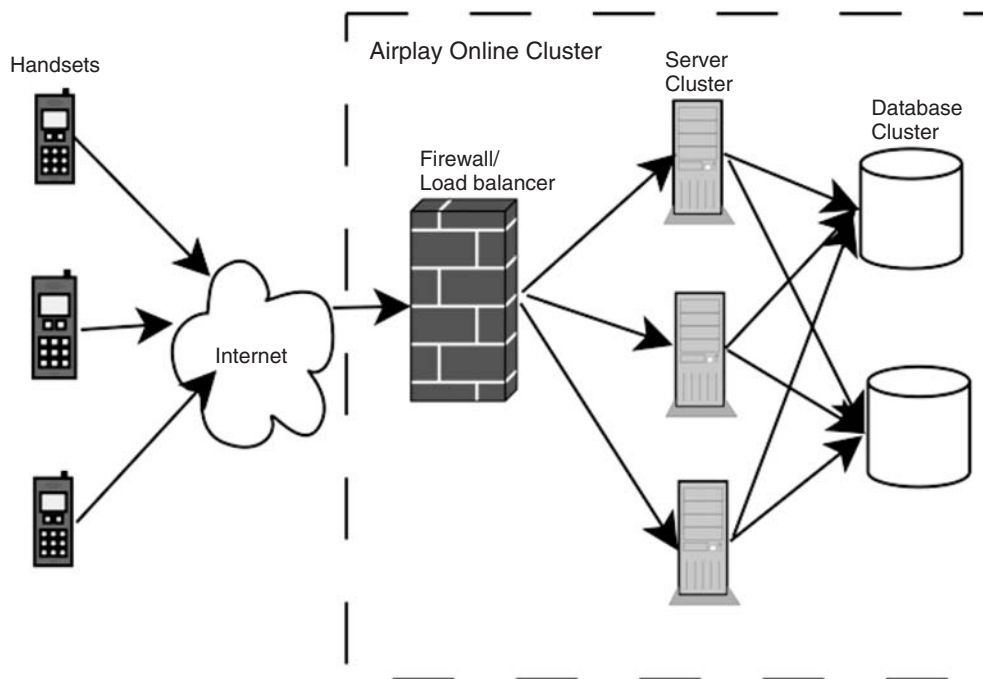 Airplay Online Cluster
Handsets
Server
Cluster
Database
Cluster
Firewall/
Load balancer
Internet